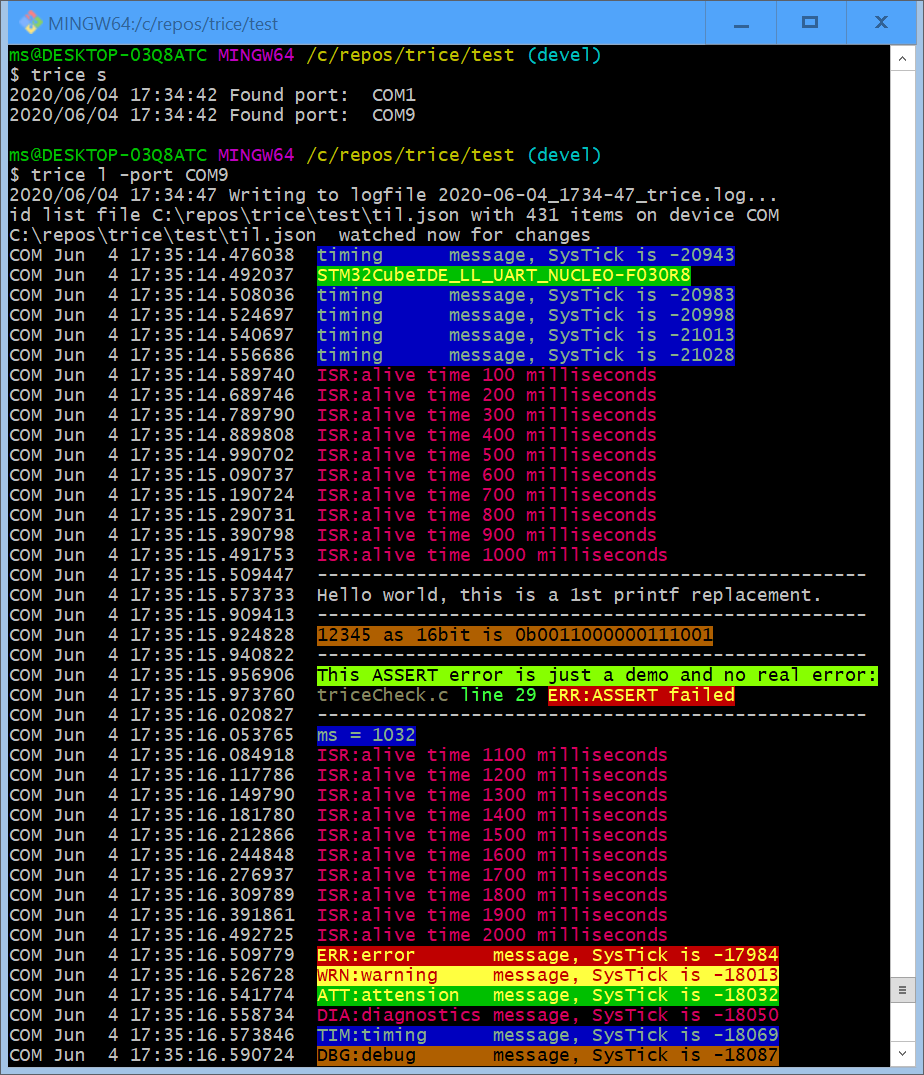 MINGW64:/c/repos/trice/test
ms@DESKTOP-03Q8ATC MINGW64 /c/repos/trice/test (devel)
$ trice s
2020/06/04 17:34:42 Found port:  COM1
2020/06/04 17:34:42 Found port:  COM9
ms@DESKTOP-03Q8ATC MINGW64 /c/repos/trice/test (devel)
$ trice l -port COM9
2020/06/04 17:34:47 Writing to logfile 2020-06-04_1734-47_trice.log...
id list file C:\repos\trice\test\til.json with 431 items on device COM
C:\repos\trice\test\til.json  watched now for changes
COM Jun  4 17:35:14.476038  timing      message, SysTick is -20943
COM Jun  4 17:35:14.492037  STM32CubeIDE_LL_UART_NUCLEO-F030R8
COM Jun  4 17:35:14.508036  timing      message, SysTick is -20983
COM Jun  4 17:35:14.524697  timing      message, SysTick is -20998
COM Jun  4 17:35:14.540697  timing      message, SysTick is -21013
COM Jun  4 17:35:14.556686  timing      message, SysTick is -21028
COM Jun  4 17:35:14.589740  ISR:alive time 100 milliseconds
COM Jun  4 17:35:14.689746  ISR:alive time 200 milliseconds
COM Jun  4 17:35:14.789790  ISR:alive time 300 milliseconds
COM Jun  4 17:35:14.889808  ISR:alive time 400 milliseconds
COM Jun  4 17:35:14.990702  ISR:alive time 500 milliseconds
COM Jun  4 17:35:15.090737  ISR:alive time 600 milliseconds
COM Jun  4 17:35:15.190724  ISR:alive time 700 milliseconds
COM Jun  4 17:35:15.290731  ISR:alive time 800 milliseconds
COM Jun  4 17:35:15.390798  ISR:alive time 900 milliseconds
COM Jun  4 17:35:15.491753  ISR:alive time 1000 milliseconds
COM Jun  4 17:35:15.509447  --------------------------------------------------
COM Jun  4 17:35:15.573733  Hello world, this is a 1st printf replacement.
COM Jun  4 17:35:15.909413  --------------------------------------------------
COM Jun  4 17:35:15.924828  12345 as 16bit is 0b0011000000111001
COM Jun  4 17:35:15.940822  --------------------------------------------------
COM Jun  4 17:35:15.956906  This ASSERT error is just a demo and no real error:
COM Jun  4 17:35:15.973760  triceCheck.c line 29 ERR:ASSERT failed
COM Jun  4 17:35:16.020827  --------------------------------------------------
COM Jun  4 17:35:16.053765  ms = 1032
COM Jun  4 17:35:16.084918  ISR:alive time 1100 milliseconds
COM Jun  4 17:35:16.117786  ISR:alive time 1200 milliseconds
COM Jun  4 17:35:16.149790  ISR:alive time 1300 milliseconds
COM Jun  4 17:35:16.181780  ISR:alive time 1400 milliseconds
COM Jun  4 17:35:16.212866  ISR:alive time 1500 milliseconds
COM Jun  4 17:35:16.244848  ISR:alive time 1600 milliseconds
COM Jun  4 17:35:16.276937  ISR:alive time 1700 milliseconds
COM Jun  4 17:35:16.309789  ISR:alive time 1800 milliseconds
COM Jun  4 17:35:16.391861  ISR:alive time 1900 milliseconds
COM Jun  4 17:35:16.492725  ISR:alive time 2000 milliseconds
COM Jun  4 17:35:16.509779  ERR:error       message, SysTick is -17984
COM Jun  4 17:35:16.526728  WRN:warning     message, SysTick is -18013
COM Jun  4 17:35:16.541774  ATT:attension   message, SysTick is -18032
COM Jun  4 17:35:16.558734  DIA:diagnostics message, SysTick is -18050
COM Jun  4 17:35:16.573846  TIM:timing      message, SysTick is -18069
COM Jun  4 17:35:16.590724  DBG:debug       message, SysTick is -18087